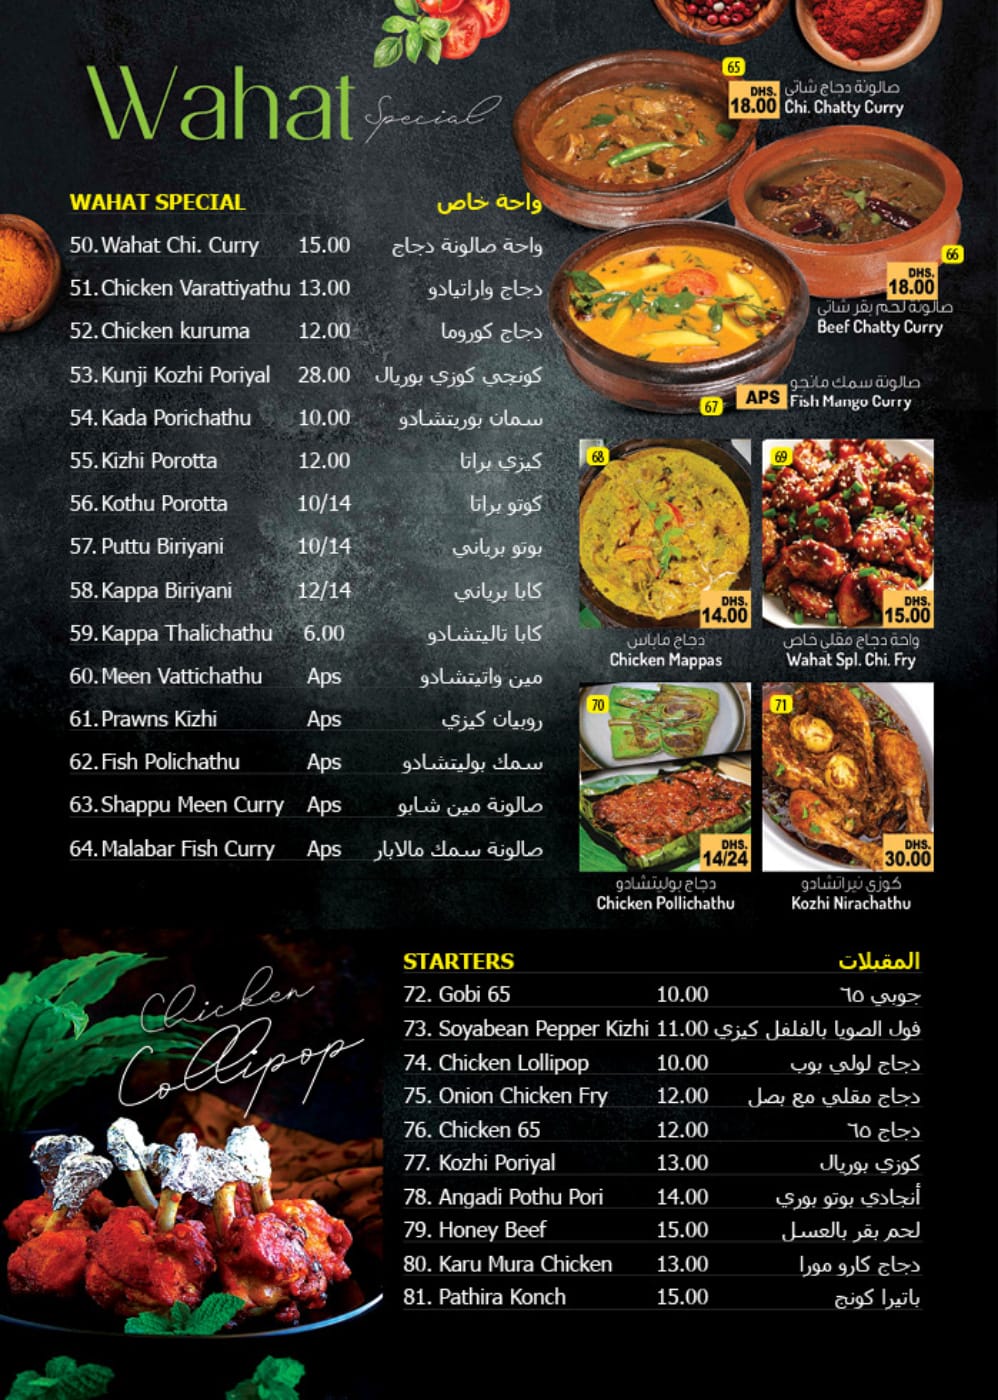 Wahat Special
WAHAT SPECIAL واحة خاص
50. Wahat Chi. Curry 15.00 واحة صالونة دجاج
51. Chicken Varattiyathu 13.00 دجاج واراتيادو
52. Chicken kuruma 12.00 دجاج كوروما
53. Kunji Kozhi Poriyal 28.00 كونجي كوزي بوريال
54. Kada Porichathu 10.00 سمان بوريتشادو
55. Kizhi Porotta 12.00 كيزي براتا
56. Kothu Porotta 10/14 كوتو براتا
57. Puttu Biriyani 10/14 بوتو برياني
58. Kappa Biriyani 12/14 كابا برياني
59. Kappa Thalichathu 6.00 كابا تاليتشادو
60. Meen Vattichathu Aps مين واتيتشادو
61. Prawns Kizhi Aps روبيان كيزي
62. Fish Polichathu Aps سمك بوليتشادو
63. Shappu Meen Curry Aps صالونة مين شابو
64. Malabar Fish Curry Aps صالونة سمك مالابار
65
DHS. 18.00
صالونة دجاج شاتي
Chi. Chatty Curry
66
DHS. 18.00
صالونة لحم بقر شاتي
Beef Chatty Curry
67
APS
صالونة سمك مانجو
Fish Mango Curry
68
DHS. 14.00
دجاج ماباس
Chicken Mappas
69
DHS. 15.00
واحة دجاج مقلي خاص
Wahat Spl. Chi. Fry
70
DHS. 14/24
دجاج بوليتشادو
Chicken Pollichathu
71
DHS. 30.00
كوزي نيراتشادو
Kozhi Nirachathu
Chicken
Lollipop
STARTERS المقبلات
72. Gobi 65 10.00 جوبي ٦٥
73. Soyabean Pepper Kizhi 11.00 فول الصويا بالفلفل كيزي
74. Chicken Lollipop 10.00 دجاج لولي بوب
75. Onion Chicken Fry 12.00 دجاج مقلي مع بصل
76. Chicken 65 12.00 دجاج ٦٥
77. Kozhi Poriyal 13.00 كوزي بوريال
78. Angadi Pothu Pori 14.00 أنجادي بوتو بوري
79. Honey Beef 15.00 لحم بقر بالعسل
80. Karu Mura Chicken 13.00 دجاج كارو مورا
81. Pathira Konch 15.00 باتيرا كونج